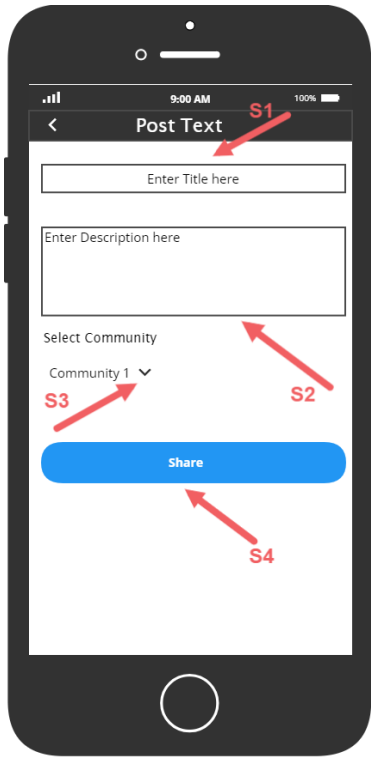 9:00 AM
100%
Post Text
S1
Enter Title here
Enter Description here
Select Community
S2
Community 1
S3
Share
S4